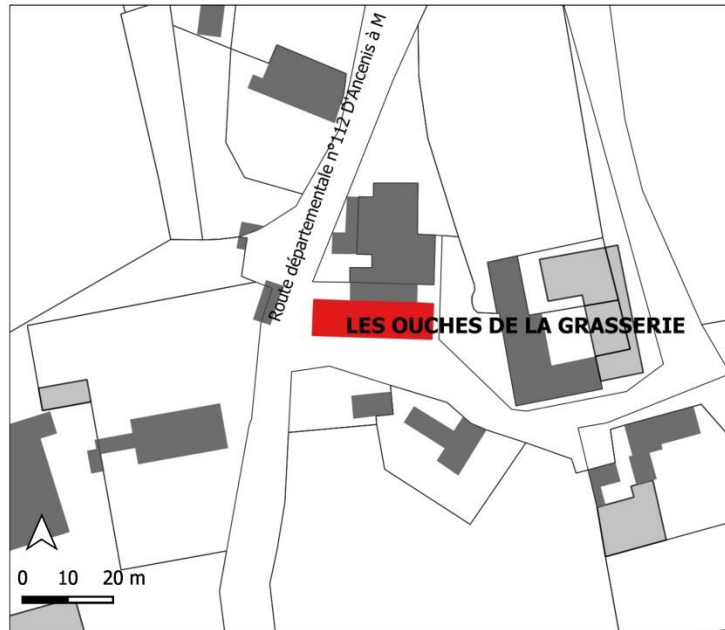 Route départementale n°112 D'Ancenis à M
LES OUCHES DE LA GRASSERIE
0 10 20 m